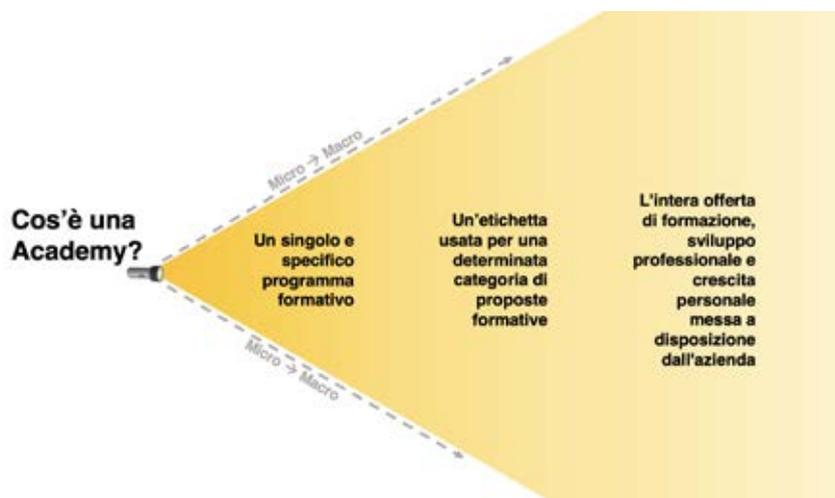 Cos'è una
Academy?
Micro → Macro
Un singolo e
specifico
programma
formativo
Un'etichetta
usata per una
determinata
categoria di
proposte
formative
L'intera offerta
di formazione,
sviluppo
professionale e
crescita
personale
messa a
disposizione
dall'azienda
Micro → Macro